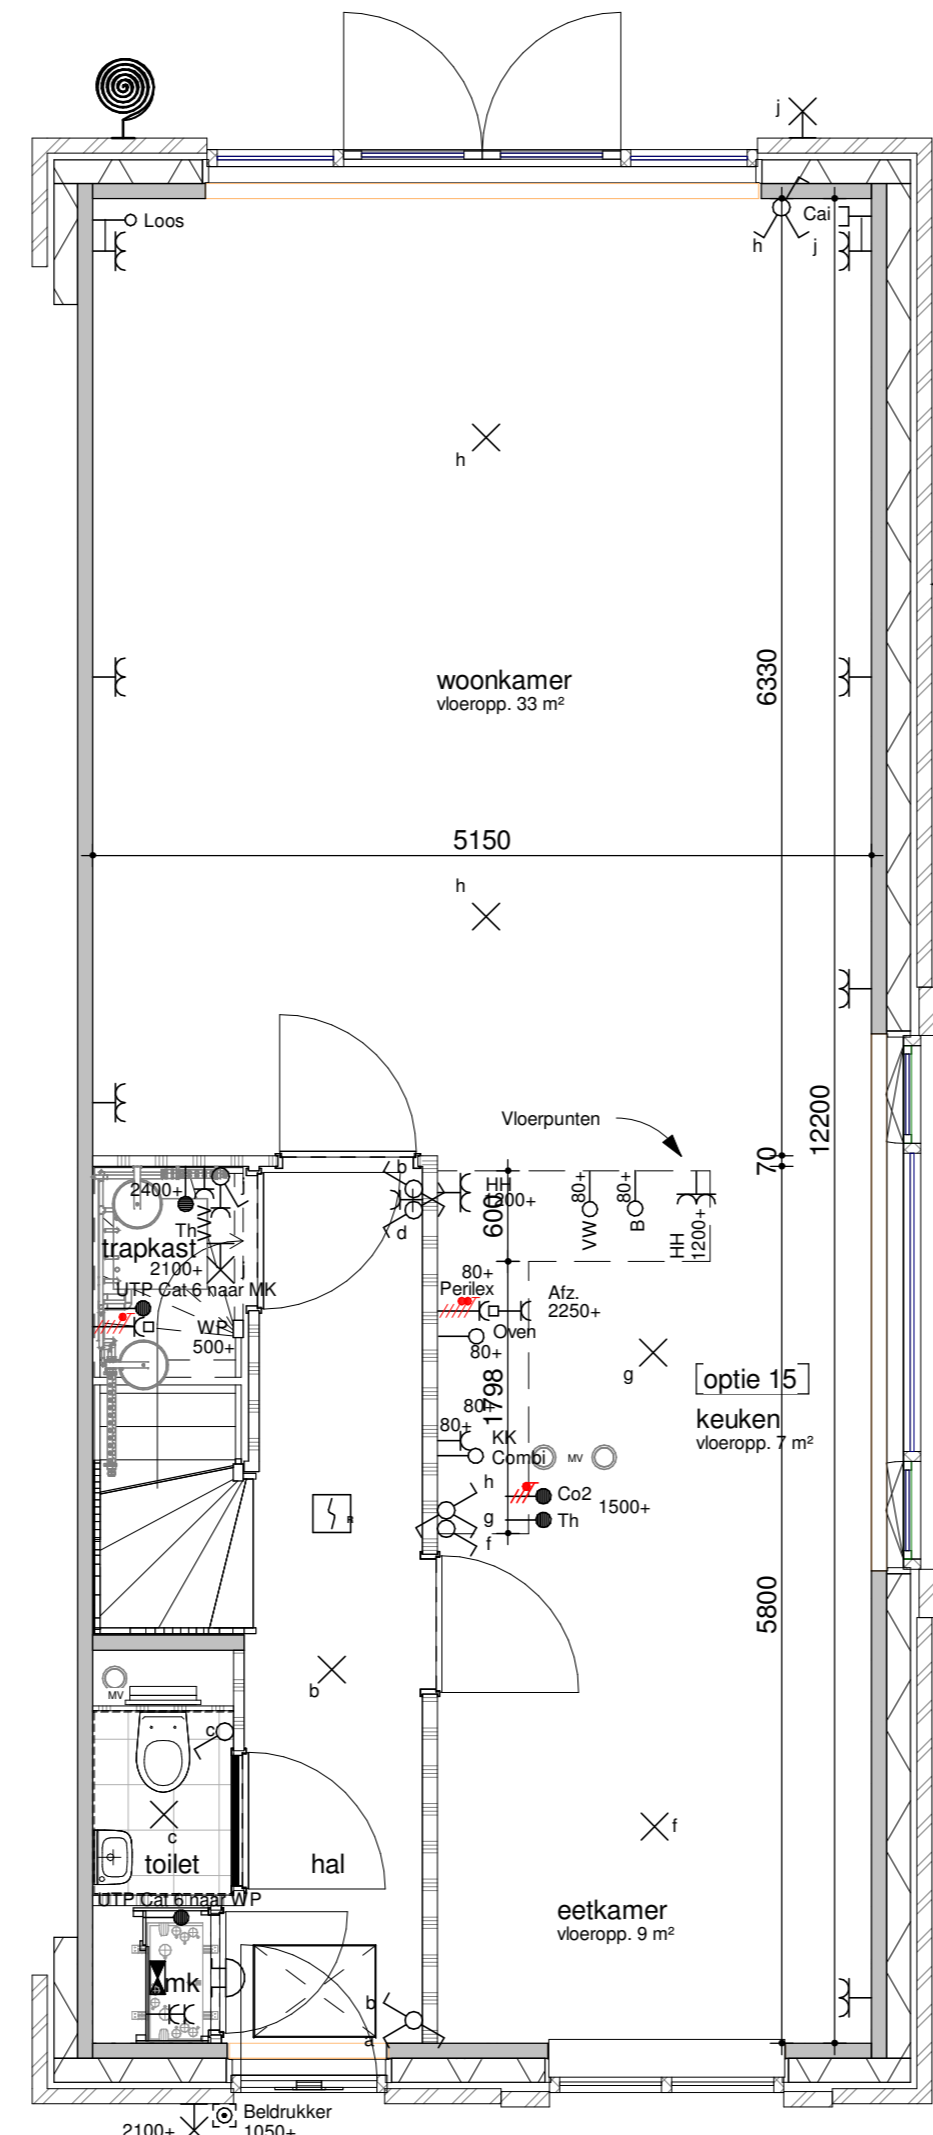 j
Loos
Cai
h
j
h
woonkamer
vloeropp. 33 m²
6330
5150
h
12200
Vloerpunten
70
b
HH
1200+
600
80+
80+
VW
B
HH
1200+
d
2400+
Th
trapkast
j
2100+
j
UTP Cat 6 naar MK
WP
500+
80+
Perilex
Afz.
2250+
Oven
80+
g
optie 15
1798
80+
80+
KK
Combi
MV
keuken
vloeropp. 7 m²
h
Co2
1500+
g
Th
f
R
5800
b
MV
c
c
f
toilet
hal
UTP Cat 6 naar WP
eetkamer
vloeropp. 9 m²
mk
b
a
Beldrukker
2100+
1050+